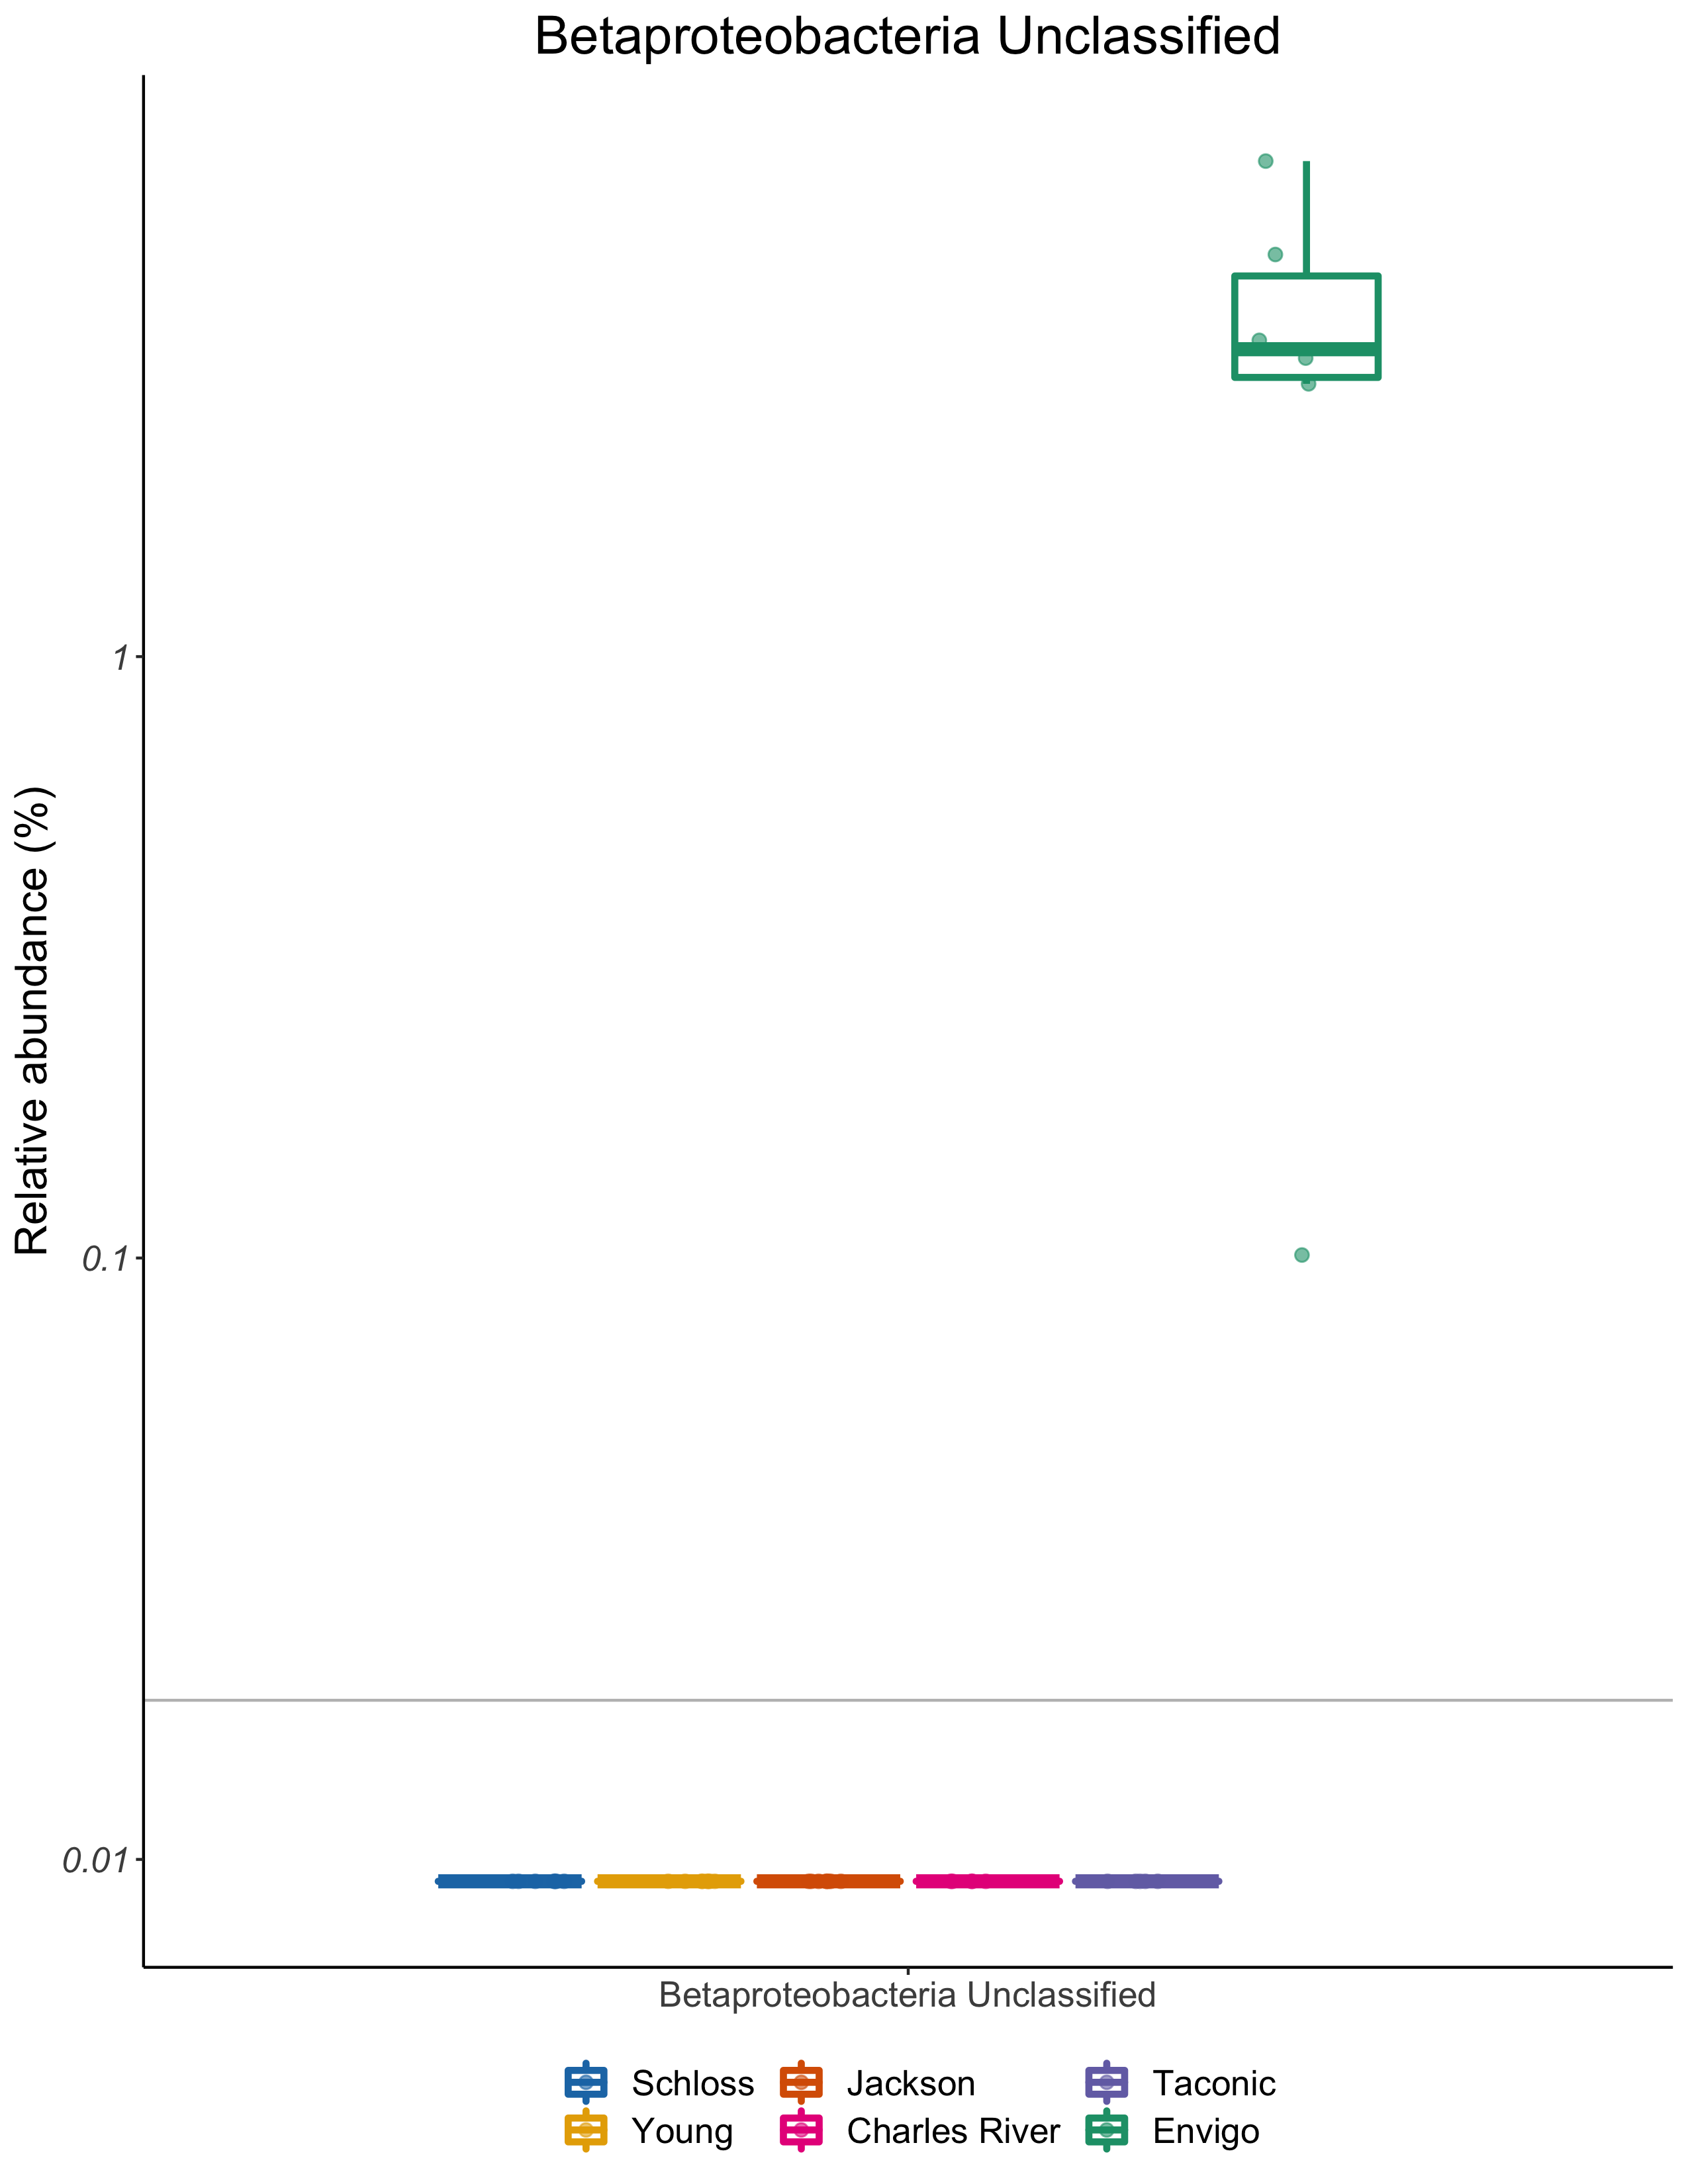 Betaproteobacteria Unclassified
Relative abundance (%)
1
0.1
0.01
Betaproteobacteria Unclassified
Schloss Jackson Taconic
Young Charles River Envigo